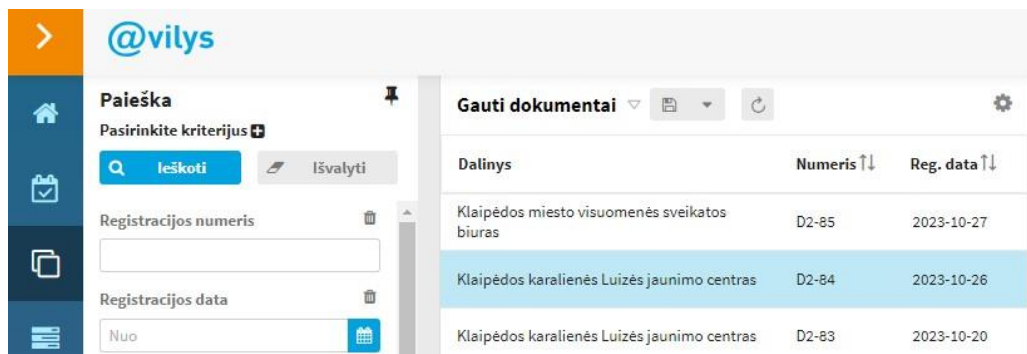 @vilys
Paieška
Pasirinkite kriterijus
Ieškoti Išvalyti
Registracijos numeris
Registracijos data
Nuo
Gauti dokumentai
Dalinys Numeris Reg. data
Klaipėdos miesto visuomenės sveikatos
biuras D2-85 2023-10-27
Klaipėdos karalienės Luizės jaunimo centras D2-84 2023-10-26
Klaipėdos karalienės Luizės jaunimo centras D2-83 2023-10-20